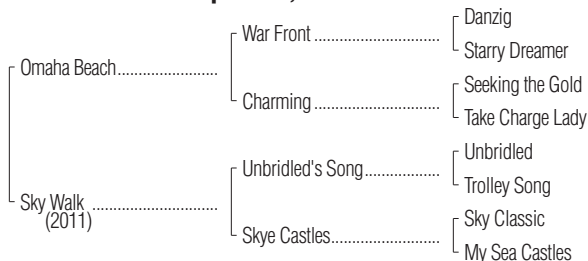 Danzig
War Front ........................................
Starry Dreamer
Omaha Beach................................
Seeking the Gold
Charming ........................................
Take Charge Lady
Unbridled
Unbridled's Song........................
Trolley Song
Sky Walk ........................................
(2011)
Sky Classic
Skye Castles...................................
My Sea Castles